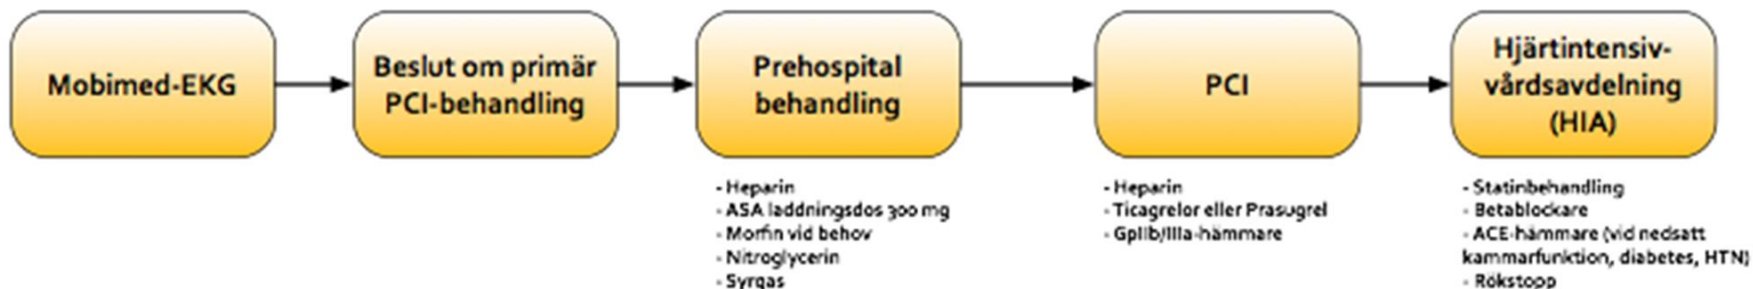 Mobimed-EKG
Beslut om primär
PCI-behandling
Prehospital
behandling
- Heparin
- ASA laddningsdos 300 mg
- Morfin vid behov
- Nitroglycerin
- Syrgas
PCI
- Heparin
- Ticagrelor eller Prasugrel
- GpIIb/IIIa-hämmare
Hjärtintensiv-
vårdsavdelning
(HIA)
- Statinbehandling
- Betablockare
- ACE-hämmare (vid nedsatt
kammarfunktion, diabetes, HTN)
- Rökstopp